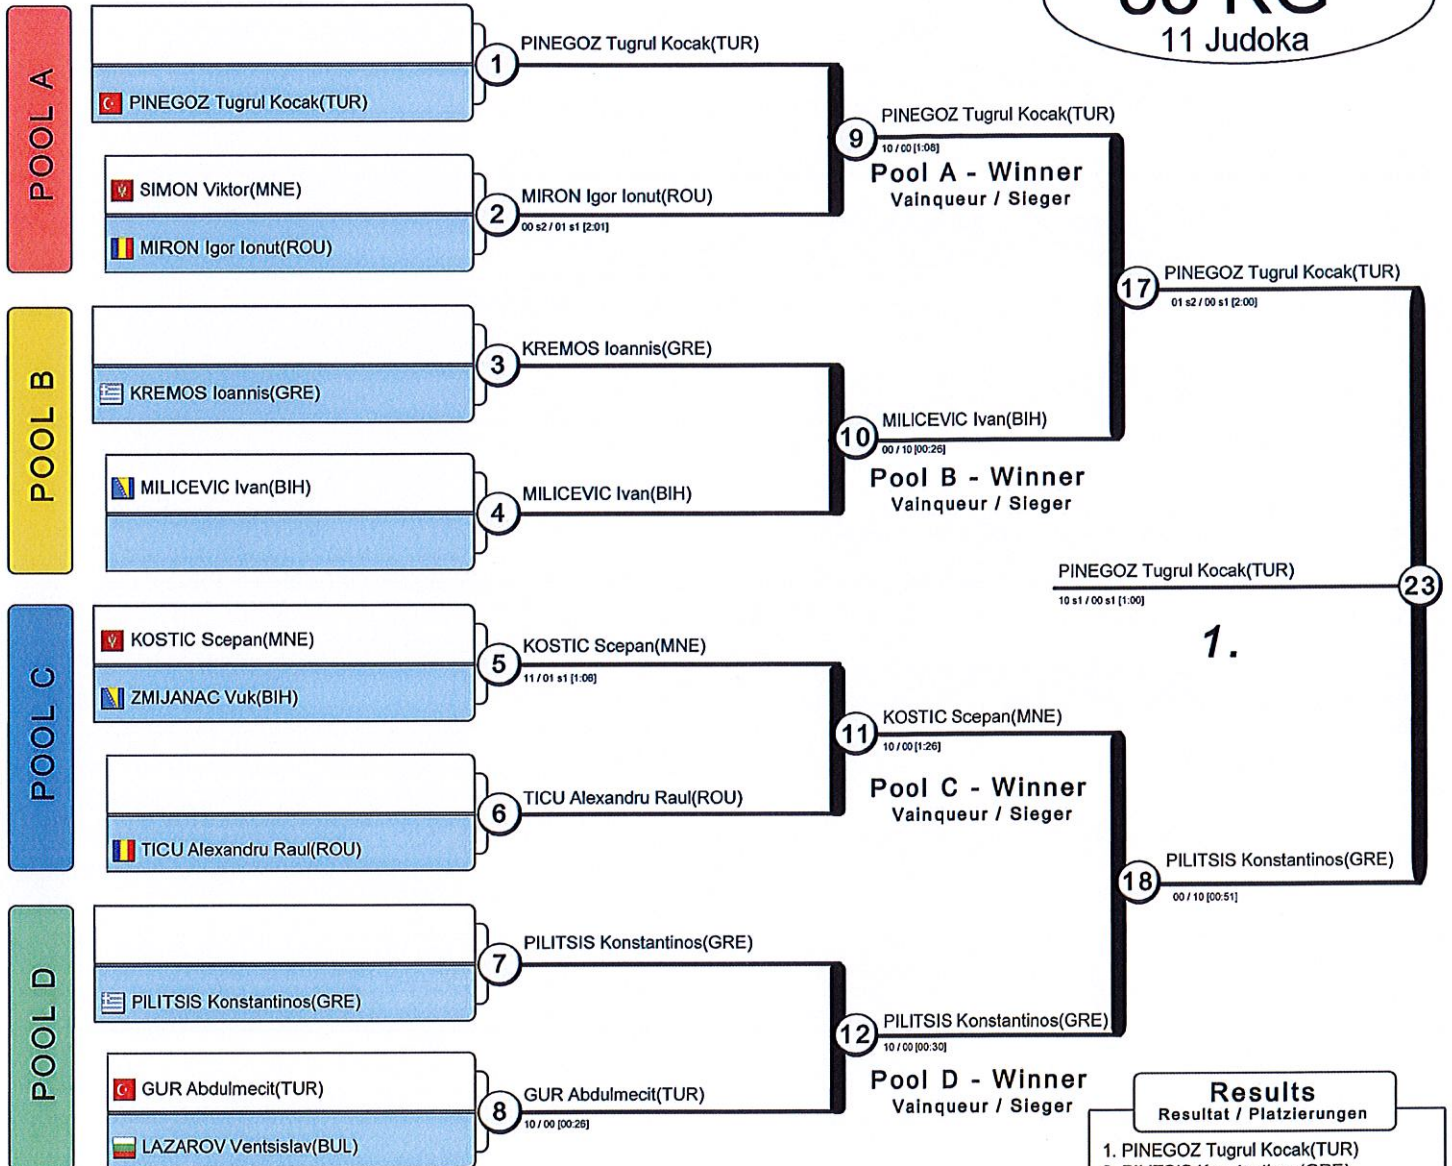 11 Judoka
POOL A
PINEGOZ Tugrul Kocak(TUR)
SIMON Viktor(MNE)
MIRON Igor Ionut(ROU)
1
PINEGOZ Tugrul Kocak(TUR)
2
MIRON Igor Ionut(ROU)
00 s2 / 01 s1 [2:01]
9
PINEGOZ Tugrul Kocak(TUR)
10 / 00 [1:08]
Pool A - Winner
Vainqueur / Sieger
POOL B
KREMOS Ioannis(GRE)
MILICEVIC Ivan(BIH)
3
KREMOS Ioannis(GRE)
4
MILICEVIC Ivan(BIH)
10
MILICEVIC Ivan(BIH)
00 / 10 [00:26]
Pool B - Winner
Vainqueur / Sieger
17
PINEGOZ Tugrul Kocak(TUR)
01 s2 / 00 s1 [2:00]
PINEGOZ Tugrul Kocak(TUR)
23
10 s1 / 00 s1 [1:00]
1.
POOL C
KOSTIC Scepan(MNE)
ZMIJANAC Vuk(BIH)
TICU Alexandru Raul(ROU)
5
KOSTIC Scepan(MNE)
11 / 01 s1 [1:06]
6
TICU Alexandru Raul(ROU)
11
KOSTIC Scepan(MNE)
10 / 00 [1:26]
Pool C - Winner
Vainqueur / Sieger
18
PILITSIS Konstantinos(GRE)
00 / 10 [00:51]
POOL D
PILITSIS Konstantinos(GRE)
GUR Abdulmecit(TUR)
LAZAROV Ventsislav(BUL)
7
PILITSIS Konstantinos(GRE)
8
GUR Abdulmecit(TUR)
10 / 00 [00:26]
12
PILITSIS Konstantinos(GRE)
10 / 00 [00:30]
Pool D - Winner
Vainqueur / Sieger
Results
Resultat / Platzierungen
1. PINEGOZ Tugrul Kocak(TUR)